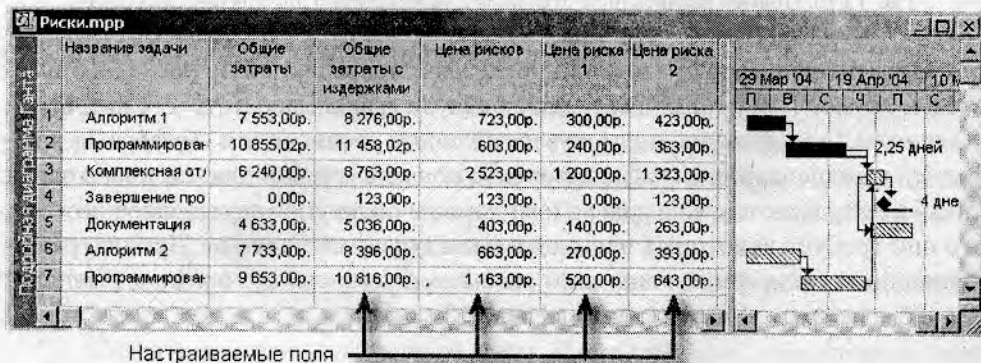 Риски.mpp
Подробная диаграмма Ганта
Название задачи Общие затраты Общие затраты с издержками Цена рисков Цена риска 1 Цена риска 2
29 Мар '04 19 Апр '04 10
П В С Ч П С
1 Алгоритм 1 7 553,00р. 8 276,00р. 723,00р. 300,00р. 423,00р.
2 Программирован 10 855,02р. 11 458,02р. 603,00р. 240,00р. 363,00р. 2,25 дней
3 Комплексная отл 6 240,00р. 8 763,00р. 2 523,00р. 1 200,00р. 1 323,00р.
4 Завершение про 0,00р. 123,00р. 123,00р. 0,00р. 123,00р. 4 дне
5 Документация 4 633,00р. 5 036,00р. 403,00р. 140,00р. 263,00р.
6 Алгоритм 2 7 733,00р. 8 396,00р. 663,00р. 270,00р. 393,00р.
7 Программирован 9 653,00р. 10 816,00р. 1 163,00р. 520,00р. 643,00р.
Настраиваемые поля